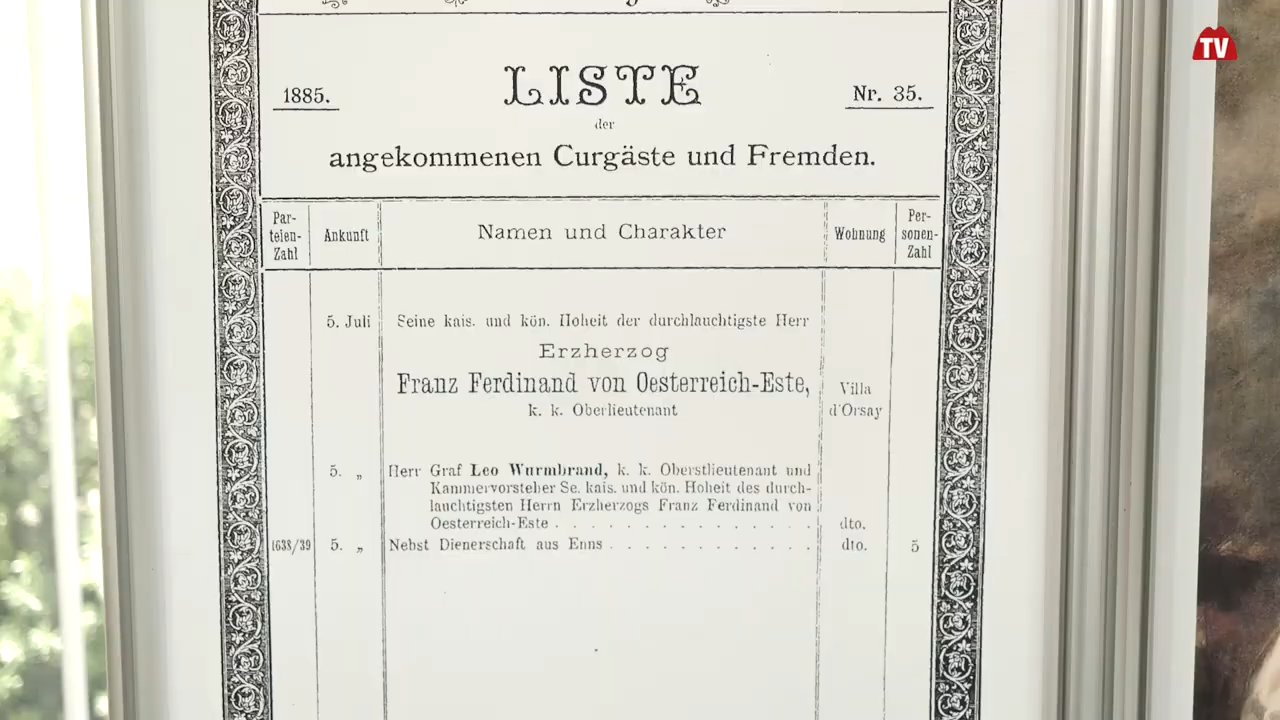 TV
LISTE
1885.
Nr. 35.
der
angekommenen Curgäste und Fremden.
Par-
teien-
Zahl
Ankunft
Namen und Charakter
Wohnung
Per-
sonen-
Zahl
5. Juli
Seine kais. und kön. Hoheit der durchlauchtigste Herr
Erzherzog
Franz Ferdinand von Oesterreich-Este,
k. k. Oberlieutenant
Villa
d'Orsay
5. „ Herr Graf Leo Wurmbrand, k. k. Oberstlieutenant und
Kammervorsteher Se. kais. und kön. Hoheit des durch-
lauchtigsten Herrn Erzherzogs Franz Ferdinand von
Oesterreich-Este . . . . . . . . . . . . . . . dto.
1638/39 5. „ Nebst Dienerschaft aus Enns . . . . . . . . . . . . dto. 5